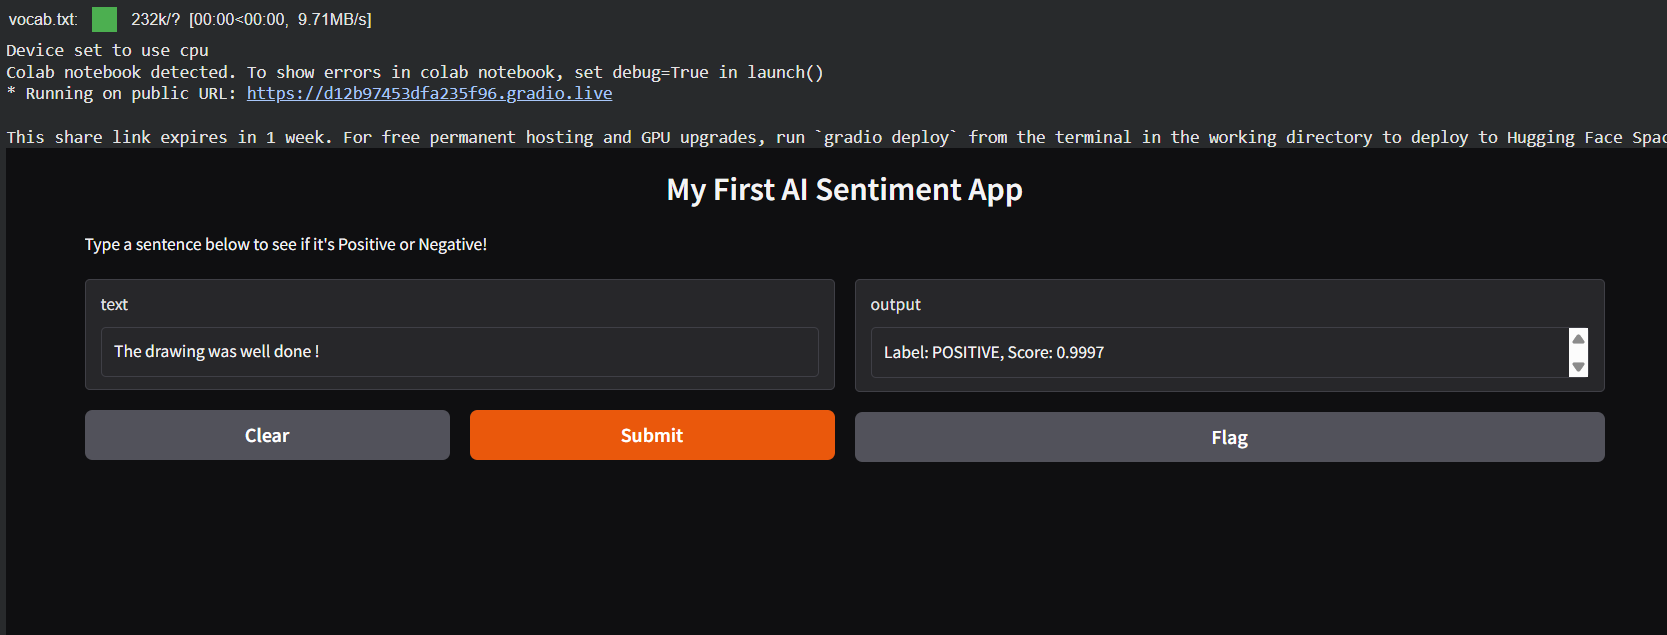 vocab.txt: 232k/? [00:00<00:00, 9.71MB/s]
Device set to use cpu
Colab notebook detected. To show errors in colab notebook, set debug=True in launch()
* Running on public URL: https://d12b97453dfa235f96.gradio.live
This share link expires in 1 week. For free permanent hosting and GPU upgrades, run `gradio deploy` from the terminal in the working directory to deploy to Hugging Face Spac
My First AI Sentiment App
Type a sentence below to see if it's Positive or Negative!
text
The drawing was well done !
output
Label: POSITIVE, Score: 0.9997
Clear
Submit
Flag